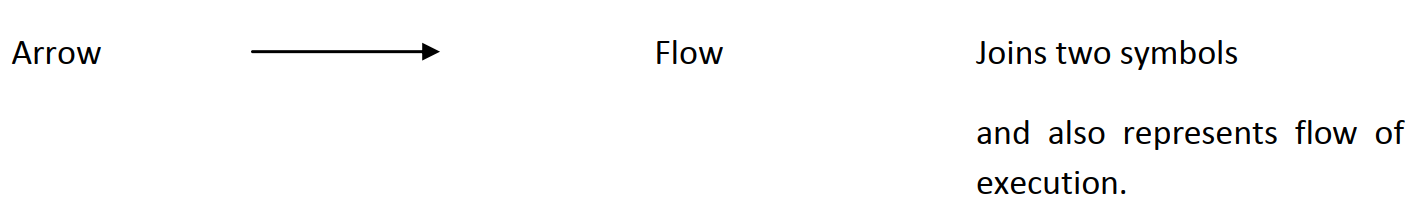 Arrow Flow Joins two symbols
and also represents flow of
execution.